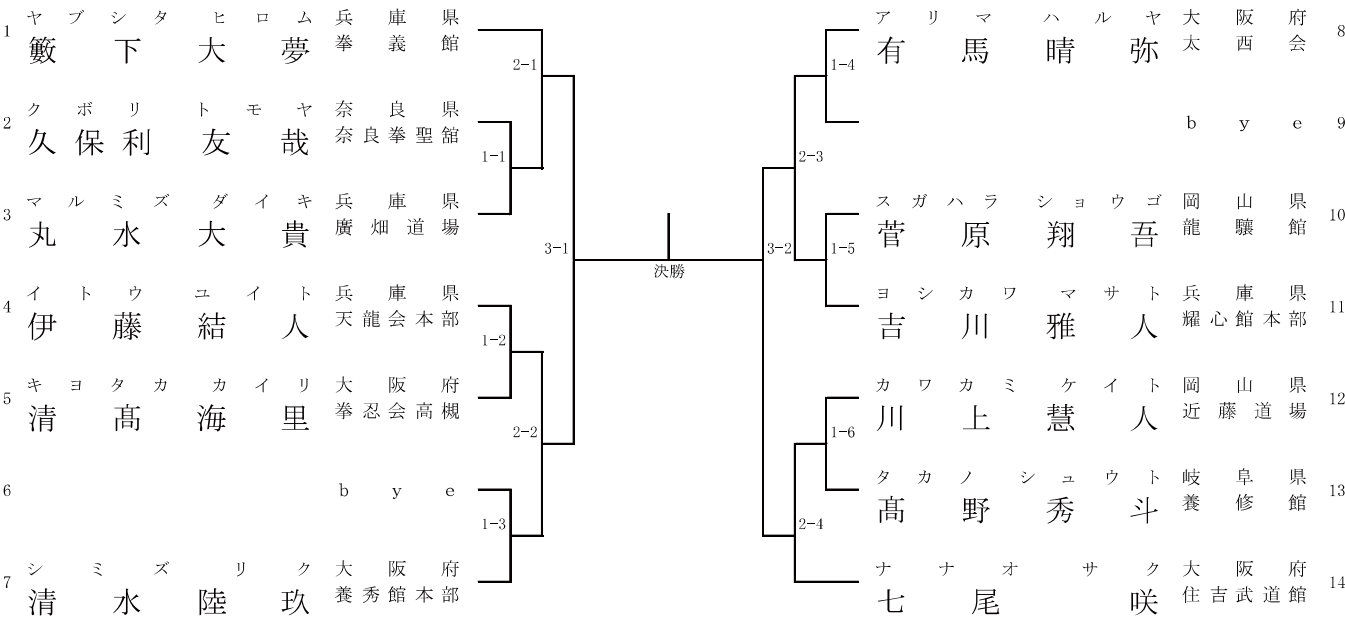 1 ヤブシタ ヒロム 兵庫県
籔下大夢 拳義館
2 クボリ トモヤ 奈良県
久保利友哉 奈良拳聖舘
3 マルミズ ダイキ 兵庫県
丸水大貴 廣畑道場
4 イトウ ユイト 兵庫県
伊藤結人 天龍会本部
5 キヨタカ カイリ 大阪府
清髙海里 拳忍会高槻
6 bye
7 シミズ リク 大阪府
清水陸玖 養秀館本部
2-1
1-1
3-1
1-2
2-2
1-3
決勝
1-4
2-3
3-2
1-5
1-6
2-4
アリマ ハルヤ 大阪府 8
有馬晴弥 太西会
bye 9
スガハラ ショウゴ 岡山県 10
菅原翔吾 龍驤館
ヨシカワ マサト 兵庫県 11
吉川雅人 耀心館本部
カワカミ ケイト 岡山県 12
川上慧人 近藤道場
タカノ シュウト 岐阜県 13
髙野秀斗 養修館
ナナオ サク 大阪府 14
七尾咲 住吉武道館